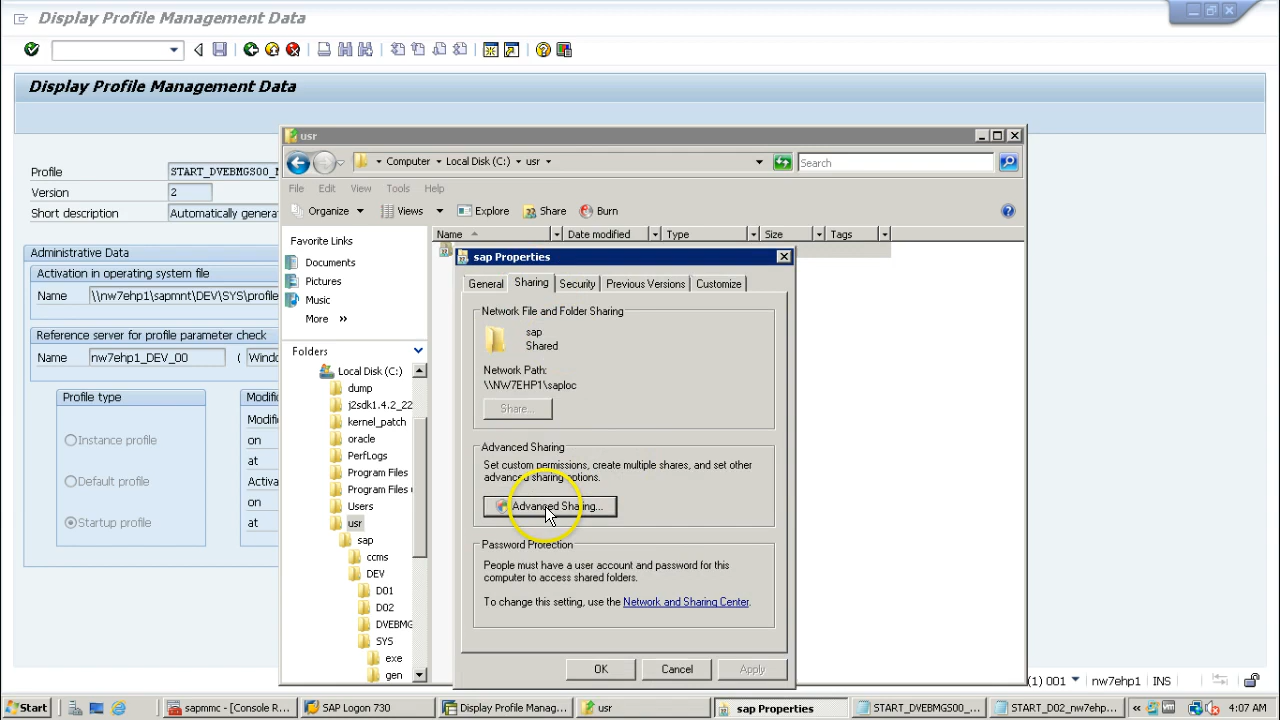 Display Profile Management Data
Display Profile Management Data
Profile START_DVEBMGS00_
Version 2
Short description Automatically genera
Administrative Data
Activation in operating system file
Name \\nw7ehp1\sapmnt\DEV\SYS\profile
Reference server for profile parameter check
Name nw7ehp1_DEV_00 ( Windo
Profile type
Instance profile
Default profile
Startup profile
Modifi
Modifi
on
at
Activa
on
at
usr
Computer Local Disk (C:) usr
Search
File Edit View Tools Help
Organize Views Explore Share Burn
Favorite Links
Documents
Pictures
Music
More »
Folders
Local Disk (C:)
dump
j2sdk1.4.2_22
kernel_patch
oracle
PerfLogs
Program Files
Program Files
Users
usr
sap
ccms
DEV
D01
D02
DVEBMG
SYS
exe
gen
Name Date modified Type Size Tags
sap Properties
General Sharing Security Previous Versions Customize
Network File and Folder Sharing
sap
Shared
Network Path:
\\NW7EHP1\saploc
Share...
Advanced Sharing
Set custom permissions, create multiple shares, and set other
advanced sharing options.
Advanced Sharing...
Password Protection
People must have a user account and password for this
computer to access shared folders.
To change this setting, use the Network and Sharing Center.
OK Cancel Apply
(1) 001 nw7ehp1 INS
Start sapmmc - [Console R... SAP Logon 730 Display Profile Manag... usr sap Properties START_DVEBMGS00_... START_D02_nw7ehp... « 4:07 AM